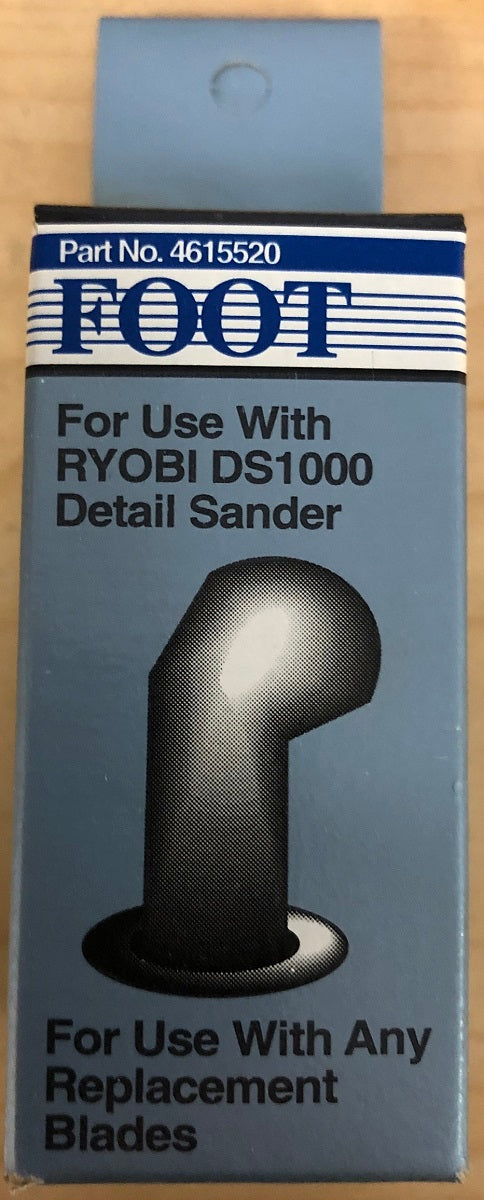 Part No. 4615520
FOOT
For Use With
RYOBI DS1000
Detail Sander
For Use With Any
Replacement
Blades